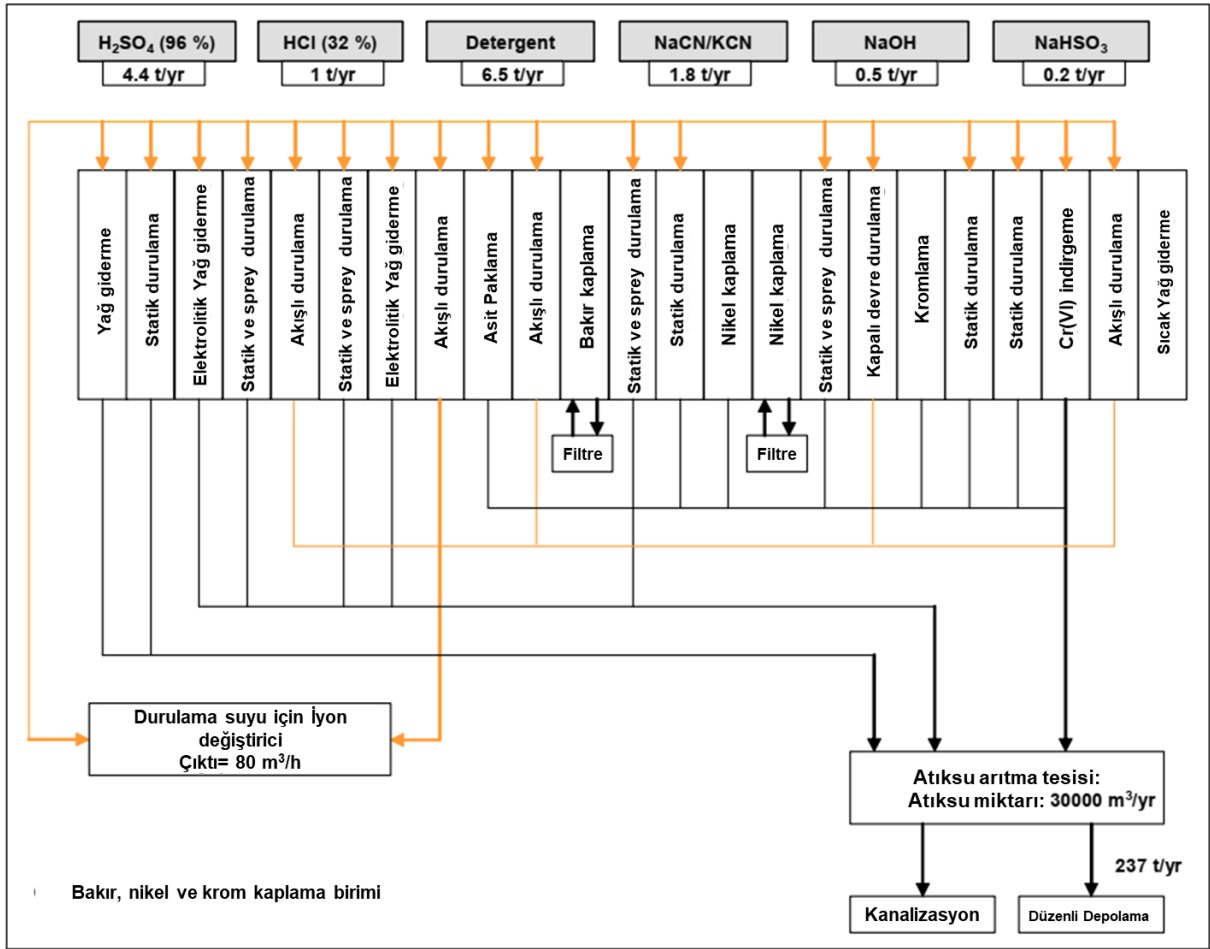 H₂SO₄ (96 %)
HCl (32 %)
Detergent
NaCN/KCN
NaOH
NaHSO₃
4.4 t/yr
1 t/yr
6.5 t/yr
1.8 t/yr
0.5 t/yr
0.2 t/yr
Yağ giderme
Statik durulama
Elektrolitik Yağ giderme
Statik ve sprey durulama
Akışlı durulama
Statik ve sprey durulama
Elektrolitik Yağ giderme
Akışlı durulama
Asit Paklama
Akışlı durulama
Bakır kaplama
Statik ve sprey durulama
Statik durulama
Nikel kaplama
Nikel kaplama
Statik ve sprey durulama
Kapalı devre durulama
Kromlama
Statik durulama
Statik durulama
Cr(VI) indirgeme
Akışlı durulama
Sıcak Yağ giderme
Filtre
Filtre
Durulama suyu için İyon
değiştirici
Çıktı= 80 m³/h
Atıksu arıtma tesisi:
Atıksu miktarı: 30000 m³/yr
237 t/yr
Bakır, nikel ve krom kaplama birimi
Kanalizasyon
Düzenli Depolama